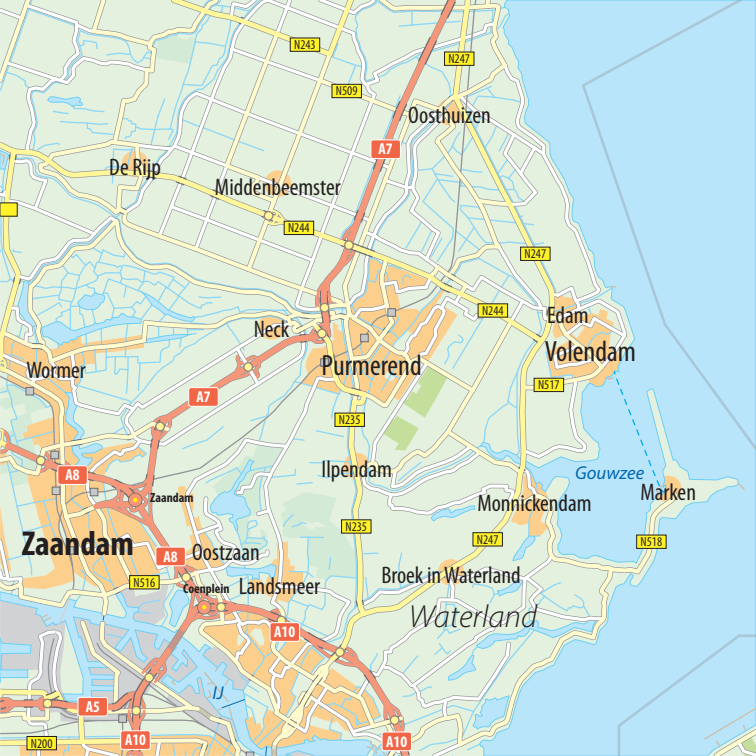 N243
N247
N509
Oosthuizen
A7
De Rijp
Middenbeemster
N244
N247
N244
Edam
Neck
Volendam
Purmerend
Wormer
N517
A7
N235
Ilpendam
Gouwzee
A8
Marken
Zaandam
Monnickendam
N235
N247
N518
Zaandam
A8
Oostzaan
Broek in Waterland
N516
Coenplein
Landsmeer
Waterland
A10
IJ
A5
N200
A10
A10